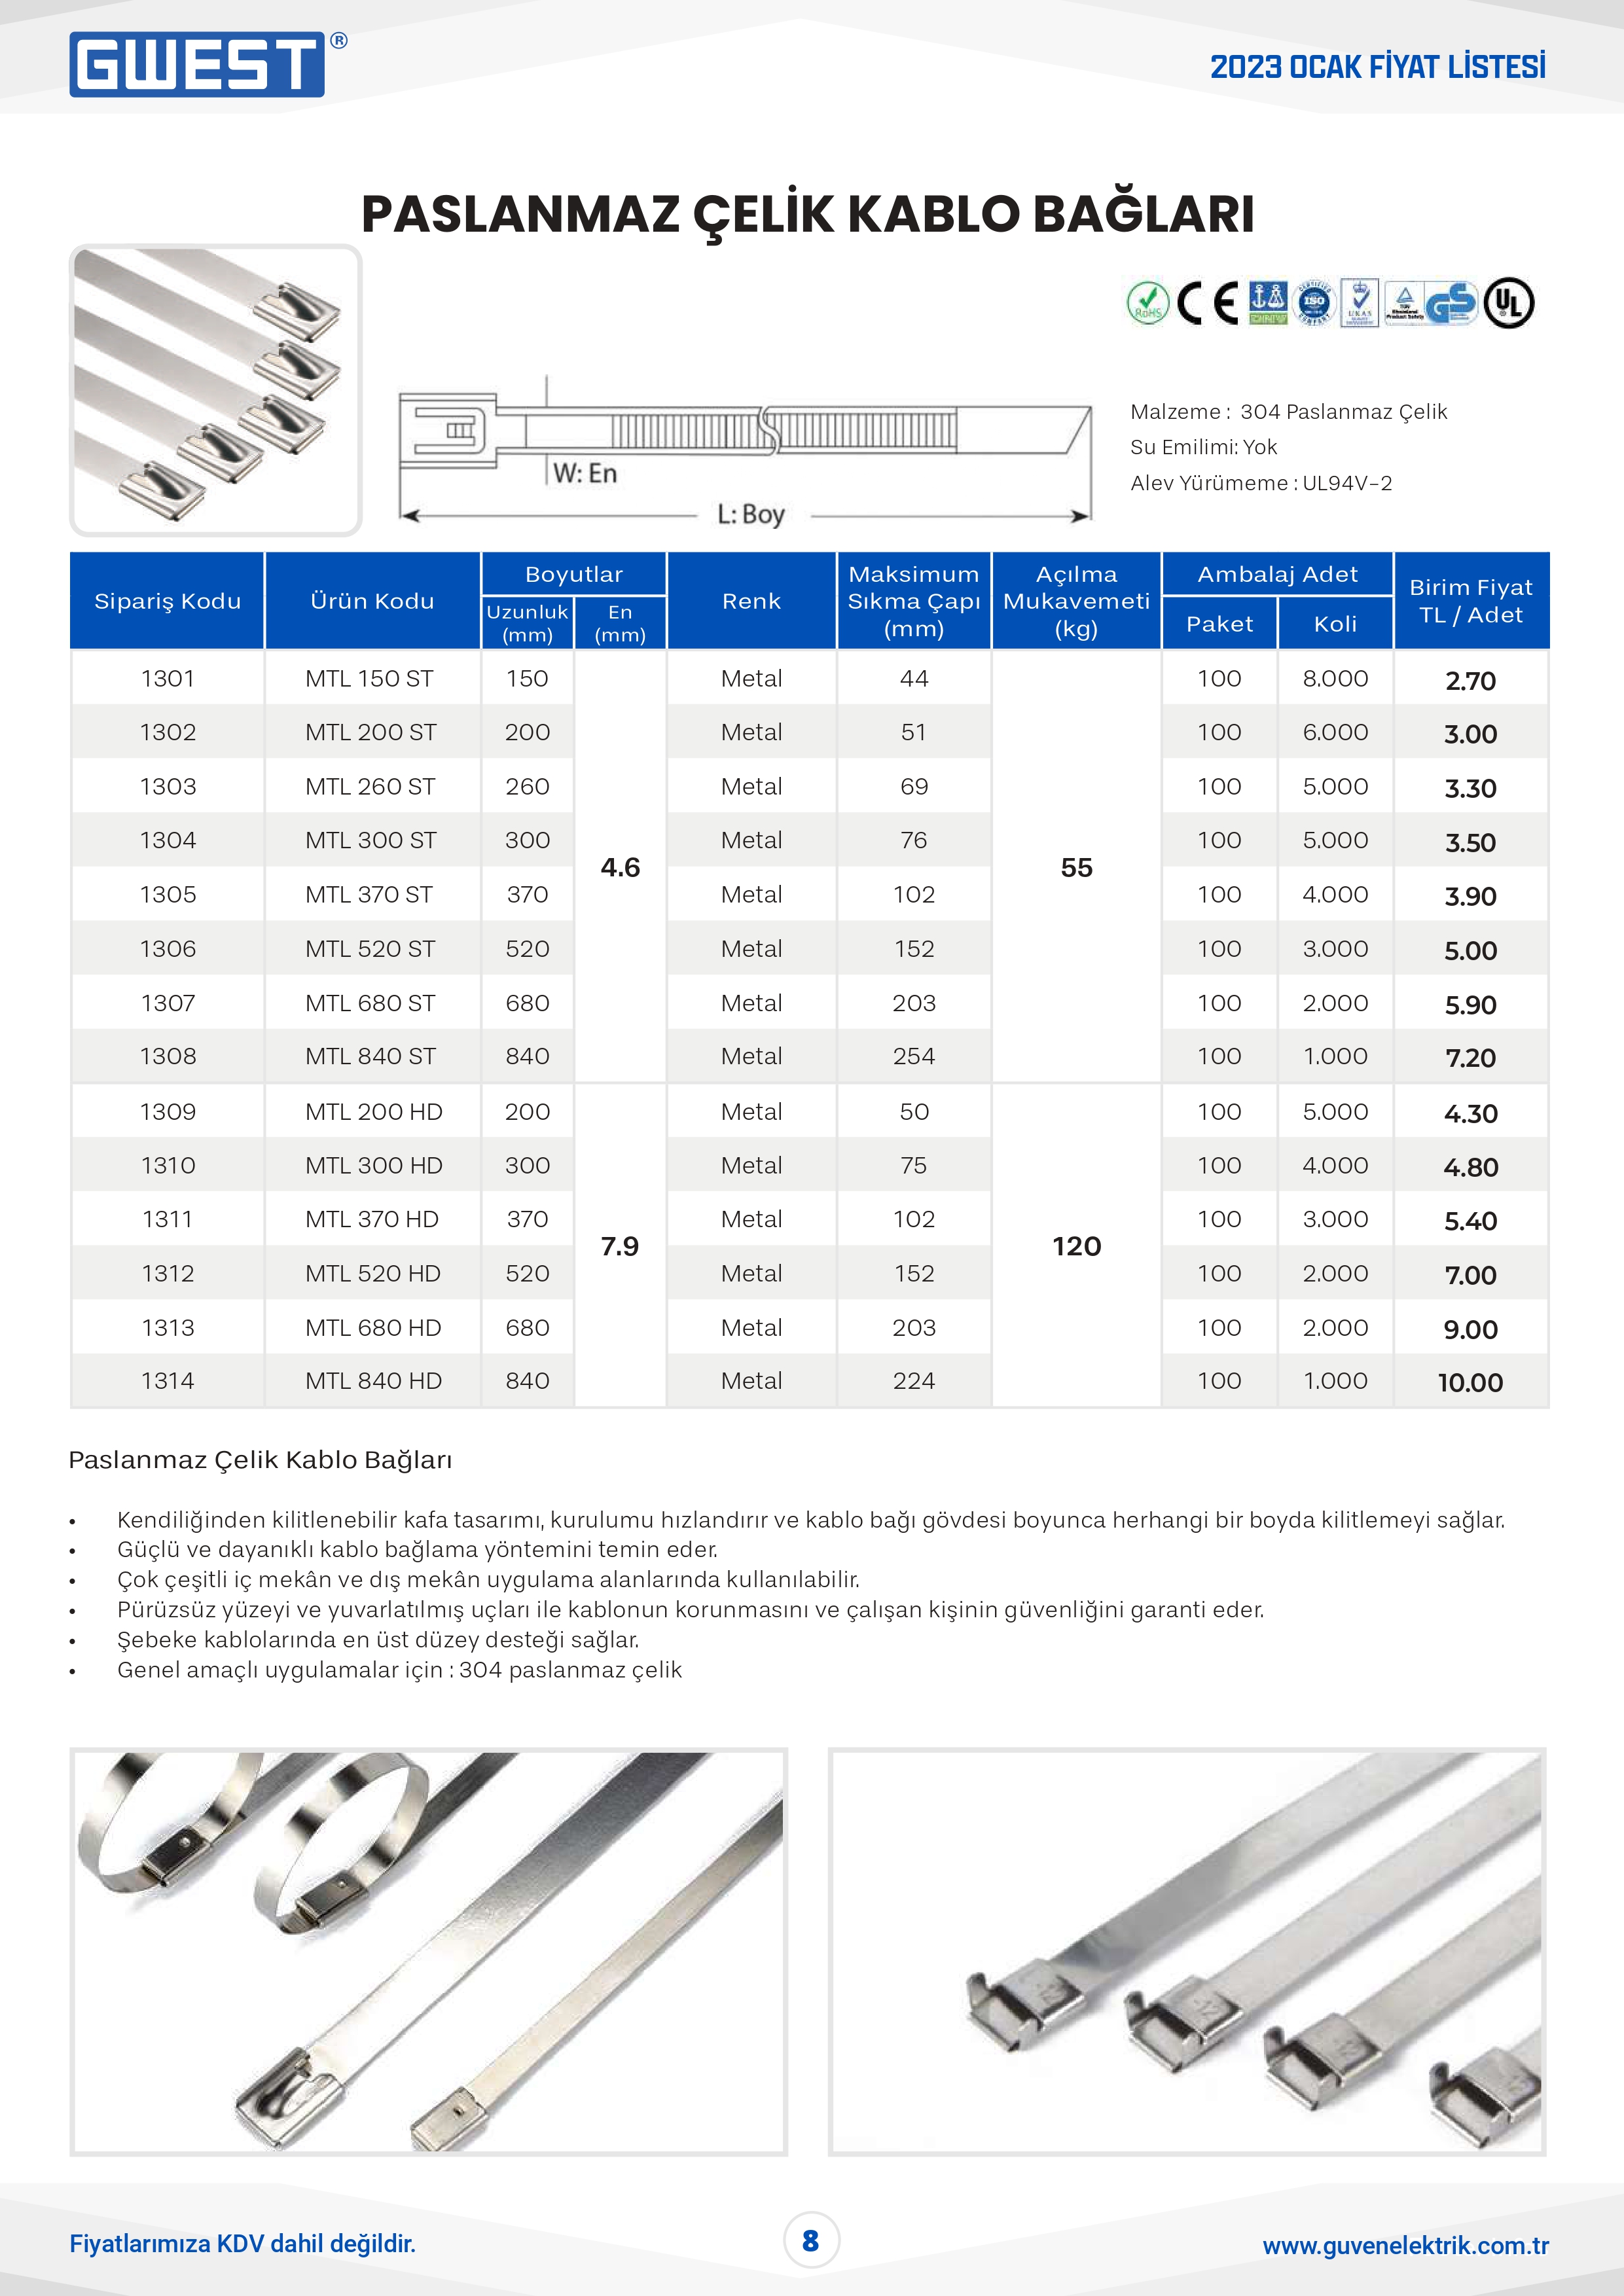 GWEST®
2023 OCAK FİYAT LİSTESİ
PASLANMAZ ÇELİK KABLO BAĞLARI
RoHS CE ISO UKAS GS UL
W: En
L: Boy
Malzeme : 304 Paslanmaz Çelik
Su Emilimi: Yok
Alev Yürümeme : UL94V-2
Sipariş Kodu Ürün Kodu Boyutlar Uzunluk (mm) En (mm) Renk Maksimum Sıkma Çapı (mm) Açılma Mukavemeti (kg) Ambalaj Adet Paket Koli Birim Fiyat TL / Adet
1301 MTL 150 ST 150 Metal 44 100 8.000 2.70
1302 MTL 200 ST 200 Metal 51 100 6.000 3.00
1303 MTL 260 ST 260 Metal 69 100 5.000 3.30
1304 MTL 300 ST 300 Metal 76 100 5.000 3.50
4.6 55
1305 MTL 370 ST 370 Metal 102 100 4.000 3.90
1306 MTL 520 ST 520 Metal 152 100 3.000 5.00
1307 MTL 680 ST 680 Metal 203 100 2.000 5.90
1308 MTL 840 ST 840 Metal 254 100 1.000 7.20
1309 MTL 200 HD 200 Metal 50 100 5.000 4.30
1310 MTL 300 HD 300 Metal 75 100 4.000 4.80
1311 MTL 370 HD 370 Metal 102 100 3.000 5.40
7.9 120
1312 MTL 520 HD 520 Metal 152 100 2.000 7.00
1313 MTL 680 HD 680 Metal 203 100 2.000 9.00
1314 MTL 840 HD 840 Metal 224 100 1.000 10.00
Paslanmaz Çelik Kablo Bağları
• Kendiliğinden kilitlenebilir kafa tasarımı, kurulumu hızlandırır ve kablo bağı gövdesi boyunca herhangi bir boyda kilitlemeyi sağlar.
• Güçlü ve dayanıklı kablo bağlama yöntemini temin eder.
• Çok çeşitli iç mekân ve dış mekân uygulama alanlarında kullanılabilir.
• Pürüzsüz yüzeyi ve yuvarlatılmış uçları ile kablonun korunmasını ve çalışan kişinin güvenliğini garanti eder.
• Şebeke kablolarında en üst düzey desteği sağlar.
• Genel amaçlı uygulamalar için : 304 paslanmaz çelik
Fiyatlarımıza KDV dahil değildir.
8
www.guvenelektrik.com.tr